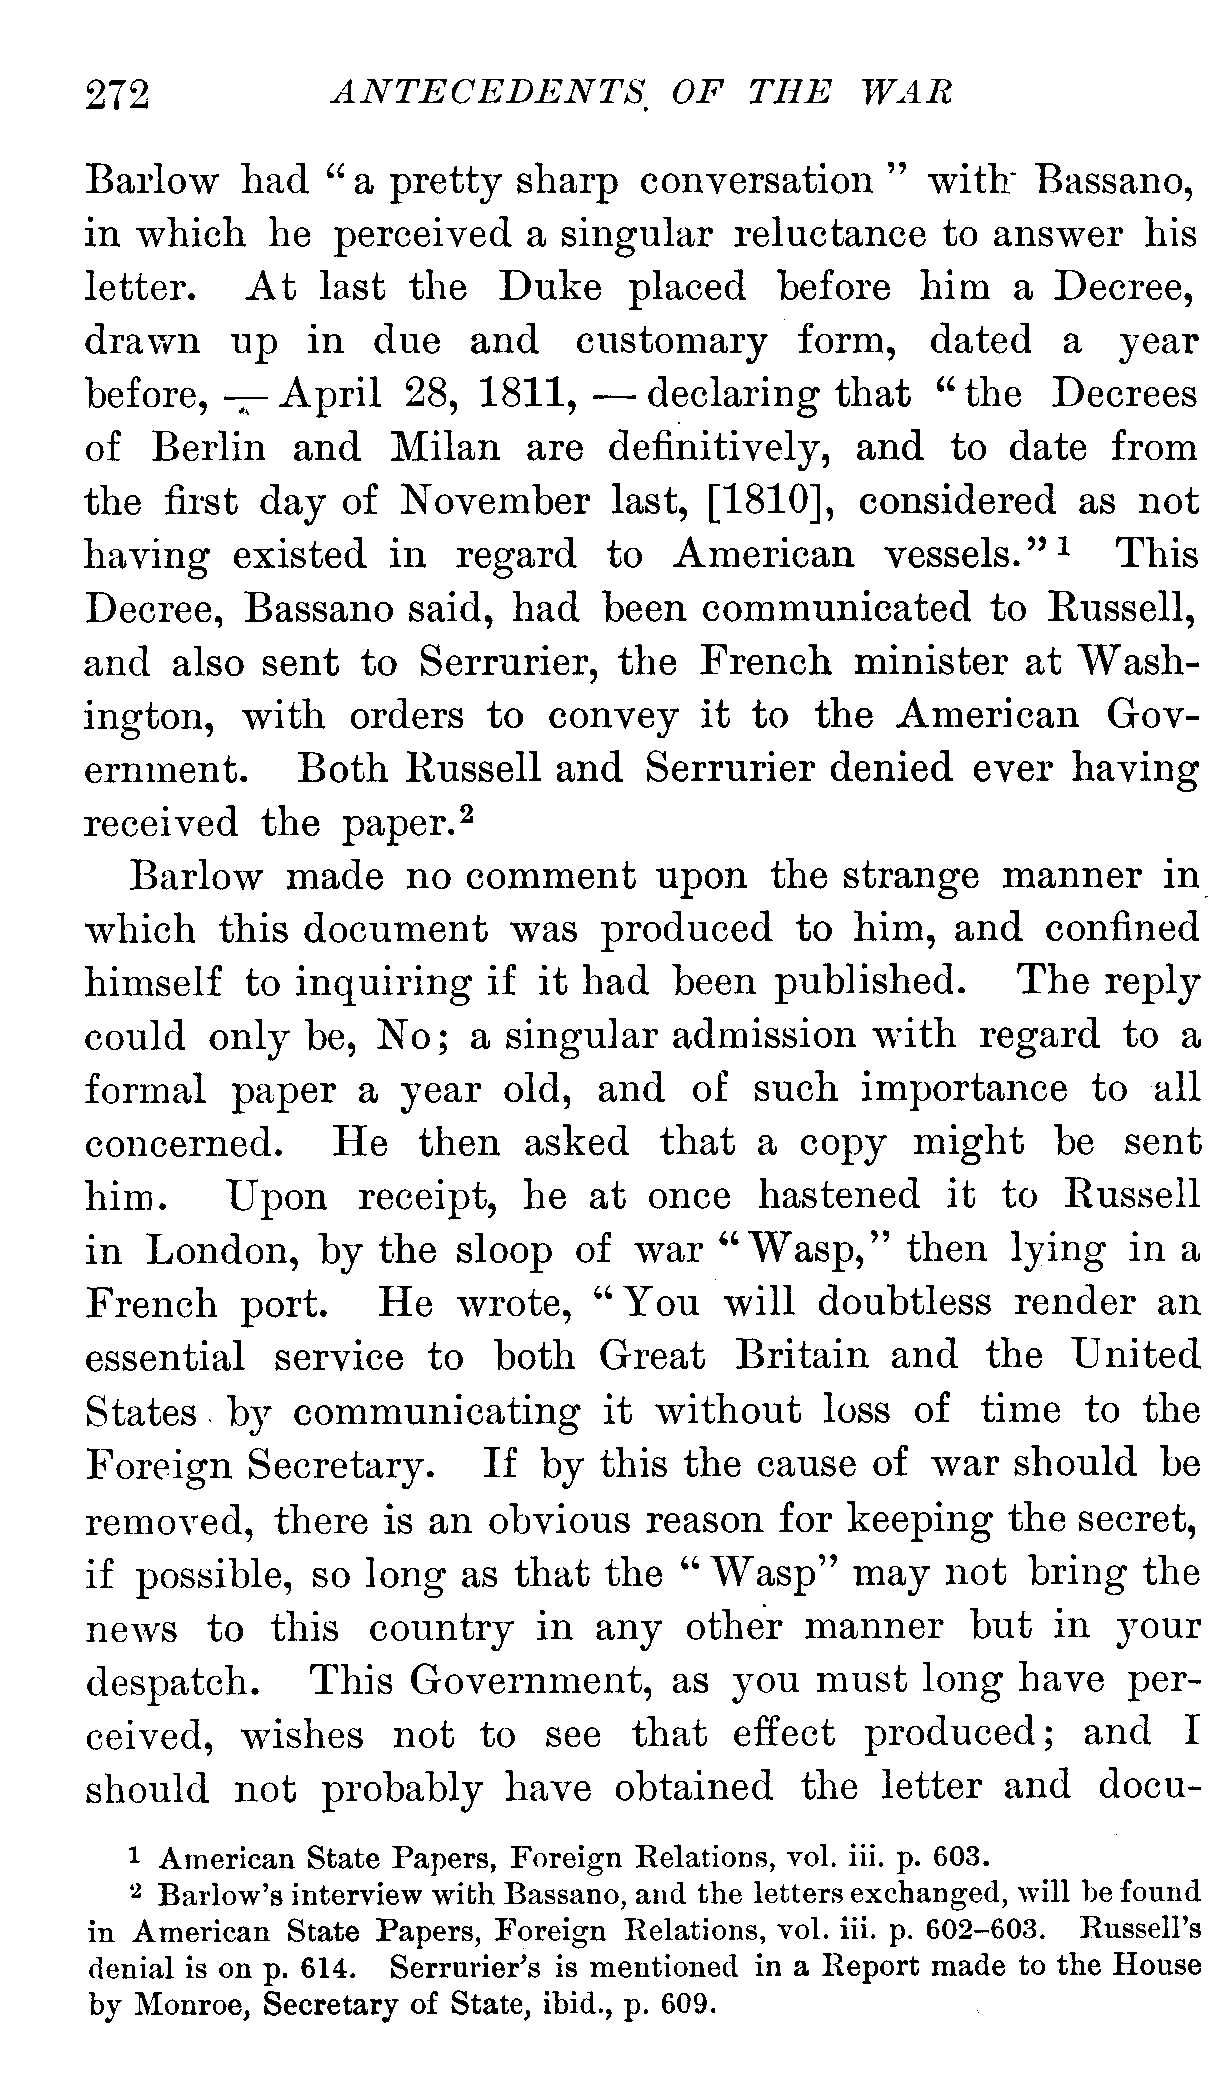 272 ANTECEDENTS OF THE WAR
Barlow had “a pretty sharp conversation” with Bassano,
in which he perceived a singular reluctance to answer his
letter. At last the Duke placed before him a Decree,
drawn up in due and customary form, dated a year
before, — April 28, 1811, — declaring that “the Decrees
of Berlin and Milan are definitively, and to date from
the first day of November last, [1810], considered as not
having existed in regard to American vessels.”¹ This
Decree, Bassano said, had been communicated to Russell,
and also sent to Serrurier, the French minister at Wash-
ington, with orders to convey it to the American Gov-
ernment. Both Russell and Serrurier denied ever having
received the paper.²
Barlow made no comment upon the strange manner in
which this document was produced to him, and confined
himself to inquiring if it had been published. The reply
could only be, No; a singular admission with regard to a
formal paper a year old, and of such importance to all
concerned. He then asked that a copy might be sent
him. Upon receipt, he at once hastened it to Russell
in London, by the sloop of war “Wasp,” then lying in a
French port. He wrote, “You will doubtless render an
essential service to both Great Britain and the United
States by communicating it without loss of time to the
Foreign Secretary. If by this the cause of war should be
removed, there is an obvious reason for keeping the secret,
if possible, so long as that the “Wasp” may not bring the
news to this country in any other manner but in your
despatch. This Government, as you must long have per-
ceived, wishes not to see that effect produced; and I
should not probably have obtained the letter and docu-
¹ American State Papers, Foreign Relations, vol. iii. p. 603.
² Barlow's interview with Bassano, and the letters exchanged, will be found
in American State Papers, Foreign Relations, vol. iii. p. 602–603. Russell's
denial is on p. 614. Serrurier's is mentioned in a Report made to the House
by Monroe, Secretary of State, ibid., p. 609.